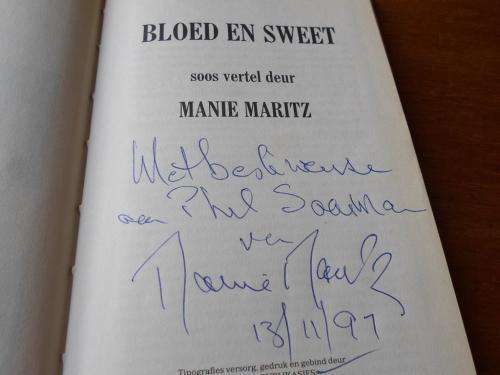 BLOED EN SWEET
soos vertel deur
MANIE MARITZ
Met beste wense
aan Phil
van
Manie Maritz
13/11/97
Tipografies versorg, gedruk en gebind deur